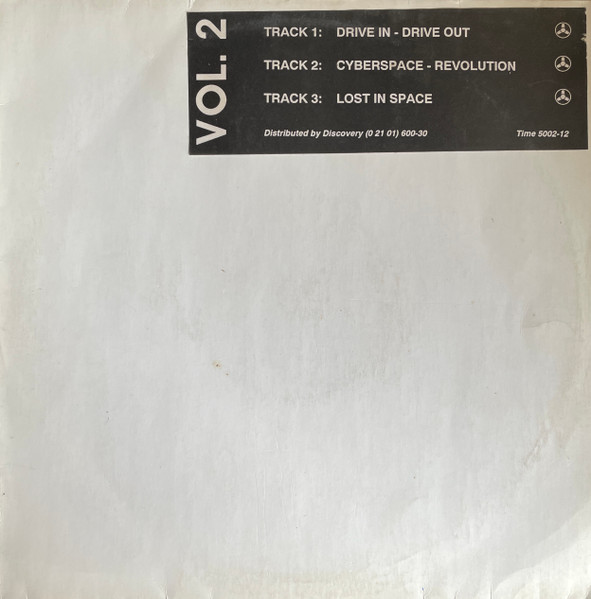 VOL. 2
TRACK 1: DRIVE IN - DRIVE OUT
TRACK 2: CYBERSPACE - REVOLUTION
TRACK 3: LOST IN SPACE
Distributed by Discovery (0 21 01) 600-30 Time 5002-12